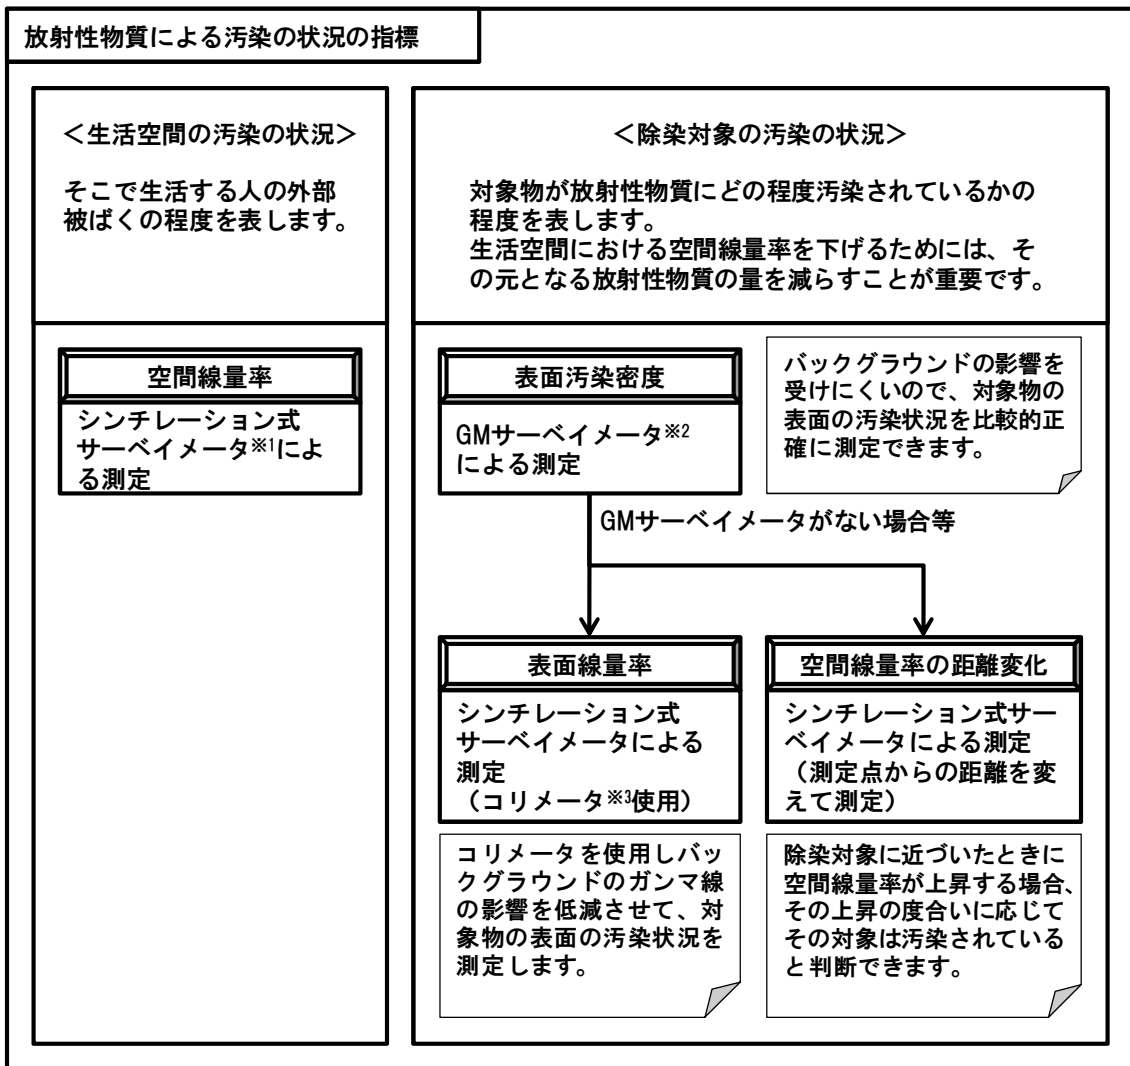 放射性物質による汚染の状況の指標
＜生活空間の汚染の状況＞
そこで生活する人の外部
被ばくの程度を表します。
＜除染対象の汚染の状況＞
対象物が放射性物質にどの程度汚染されているかの
程度を表します。
生活空間における空間線量率を下げるためには、そ
の元となる放射性物質の量を減らすことが重要です。
空間線量率
シンチレーション式
サーベイメータ※1によ
る測定
表面汚染密度
GMサーベイメータ※2
による測定
バックグラウンドの影響を
受けにくいので、対象物の
表面の汚染状況を比較的正
確に測定できます。
GMサーベイメータがない場合等
表面線量率
シンチレーション式
サーベイメータによる
測定
（コリメータ※3使用）
空間線量率の距離変化
シンチレーション式サー
ベイメータによる測定
（測定点からの距離を変
えて測定）
コリメータを使用しバッ
クグラウンドのガンマ線
の影響を低減させて、対
象物の表面の汚染状況を
測定します。
除染対象に近づいたときに
空間線量率が上昇する場合、
その上昇の度合いに応じて
その対象は汚染されている
と判断できます。